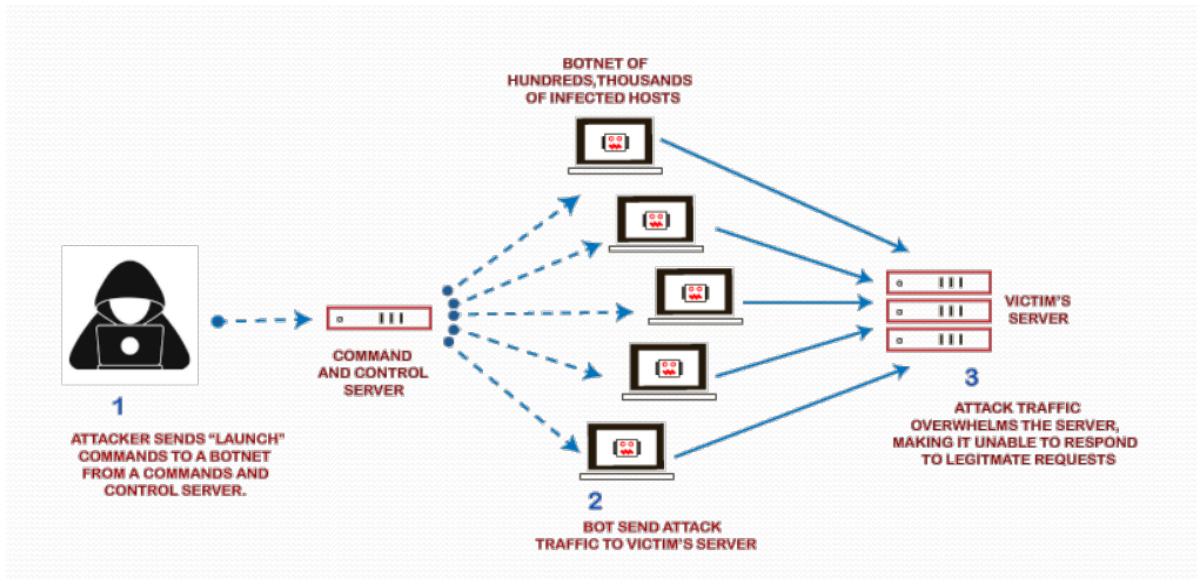 BOTNET OF
HUNDREDS,THOUSANDS
OF INFECTED HOSTS
COMMAND
AND CONTROL
SERVER
VICTIM'S
SERVER
1
ATTACKER SENDS “LAUNCH”
COMMANDS TO A BOTNET
FROM A COMMANDS AND
CONTROL SERVER.
2
BOT SEND ATTACK
TRAFFIC TO VICTIM'S SERVER
3
ATTACK TRAFFIC
OVERWHELMS THE SERVER,
MAKING IT UNABLE TO RESPOND
TO LEGITMATE REQUESTS